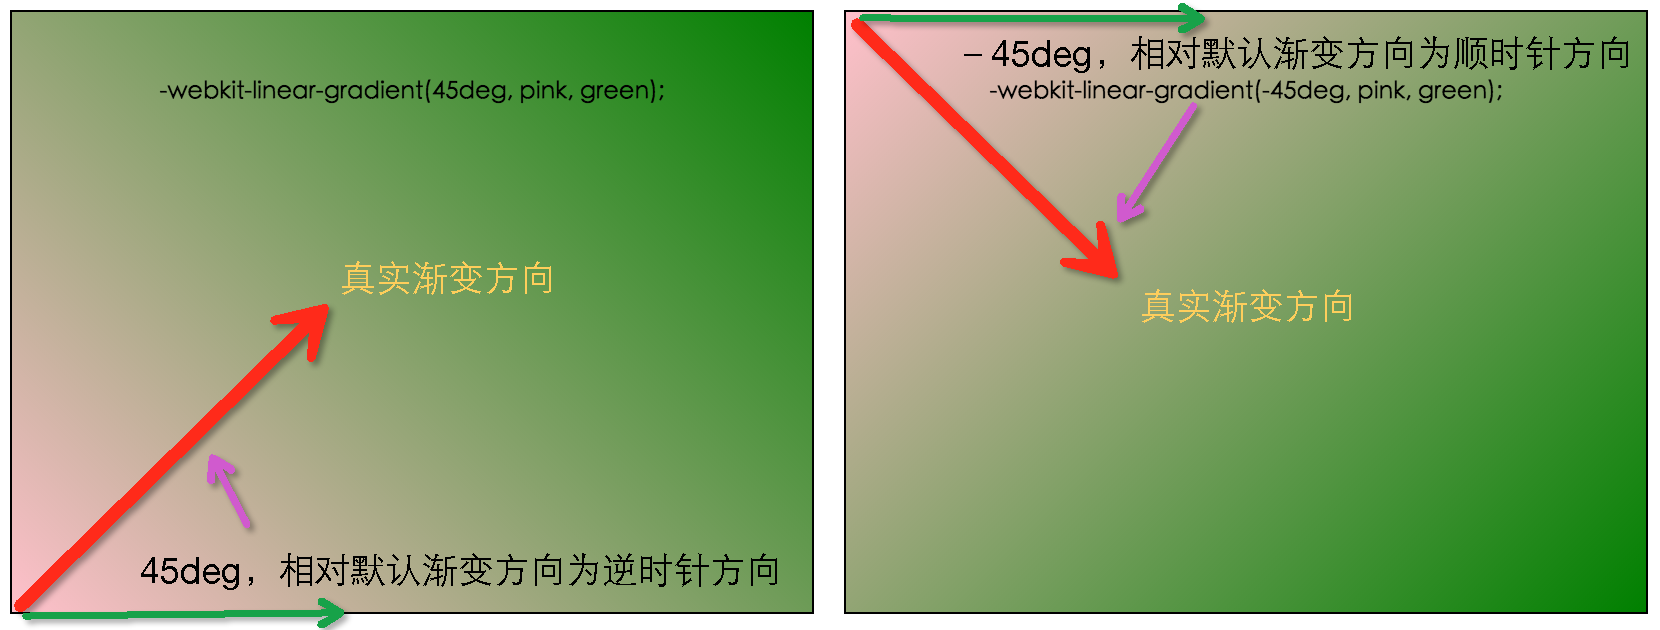 -webkit-linear-gradient(45deg, pink, green);
真实渐变方向
45deg，相对默认渐变方向为逆时针方向
– 45deg，相对默认渐变方向为顺时针方向
-webkit-linear-gradient(-45deg, pink, green);
真实渐变方向